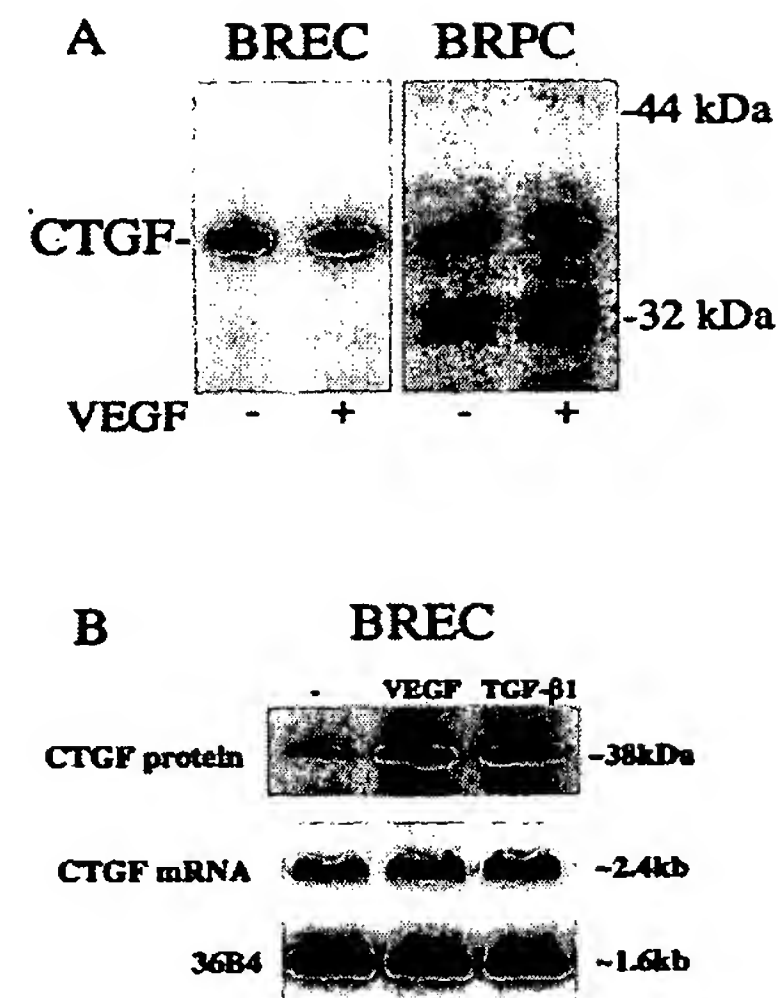 A BREC BRPC
-44 kDa
CTGF-
-32 kDa
VEGF - + - +
B BREC
- VEGF TGF-β1
CTGF protein -38kDa
CTGF mRNA -2.4kb
36B4 -1.6kb